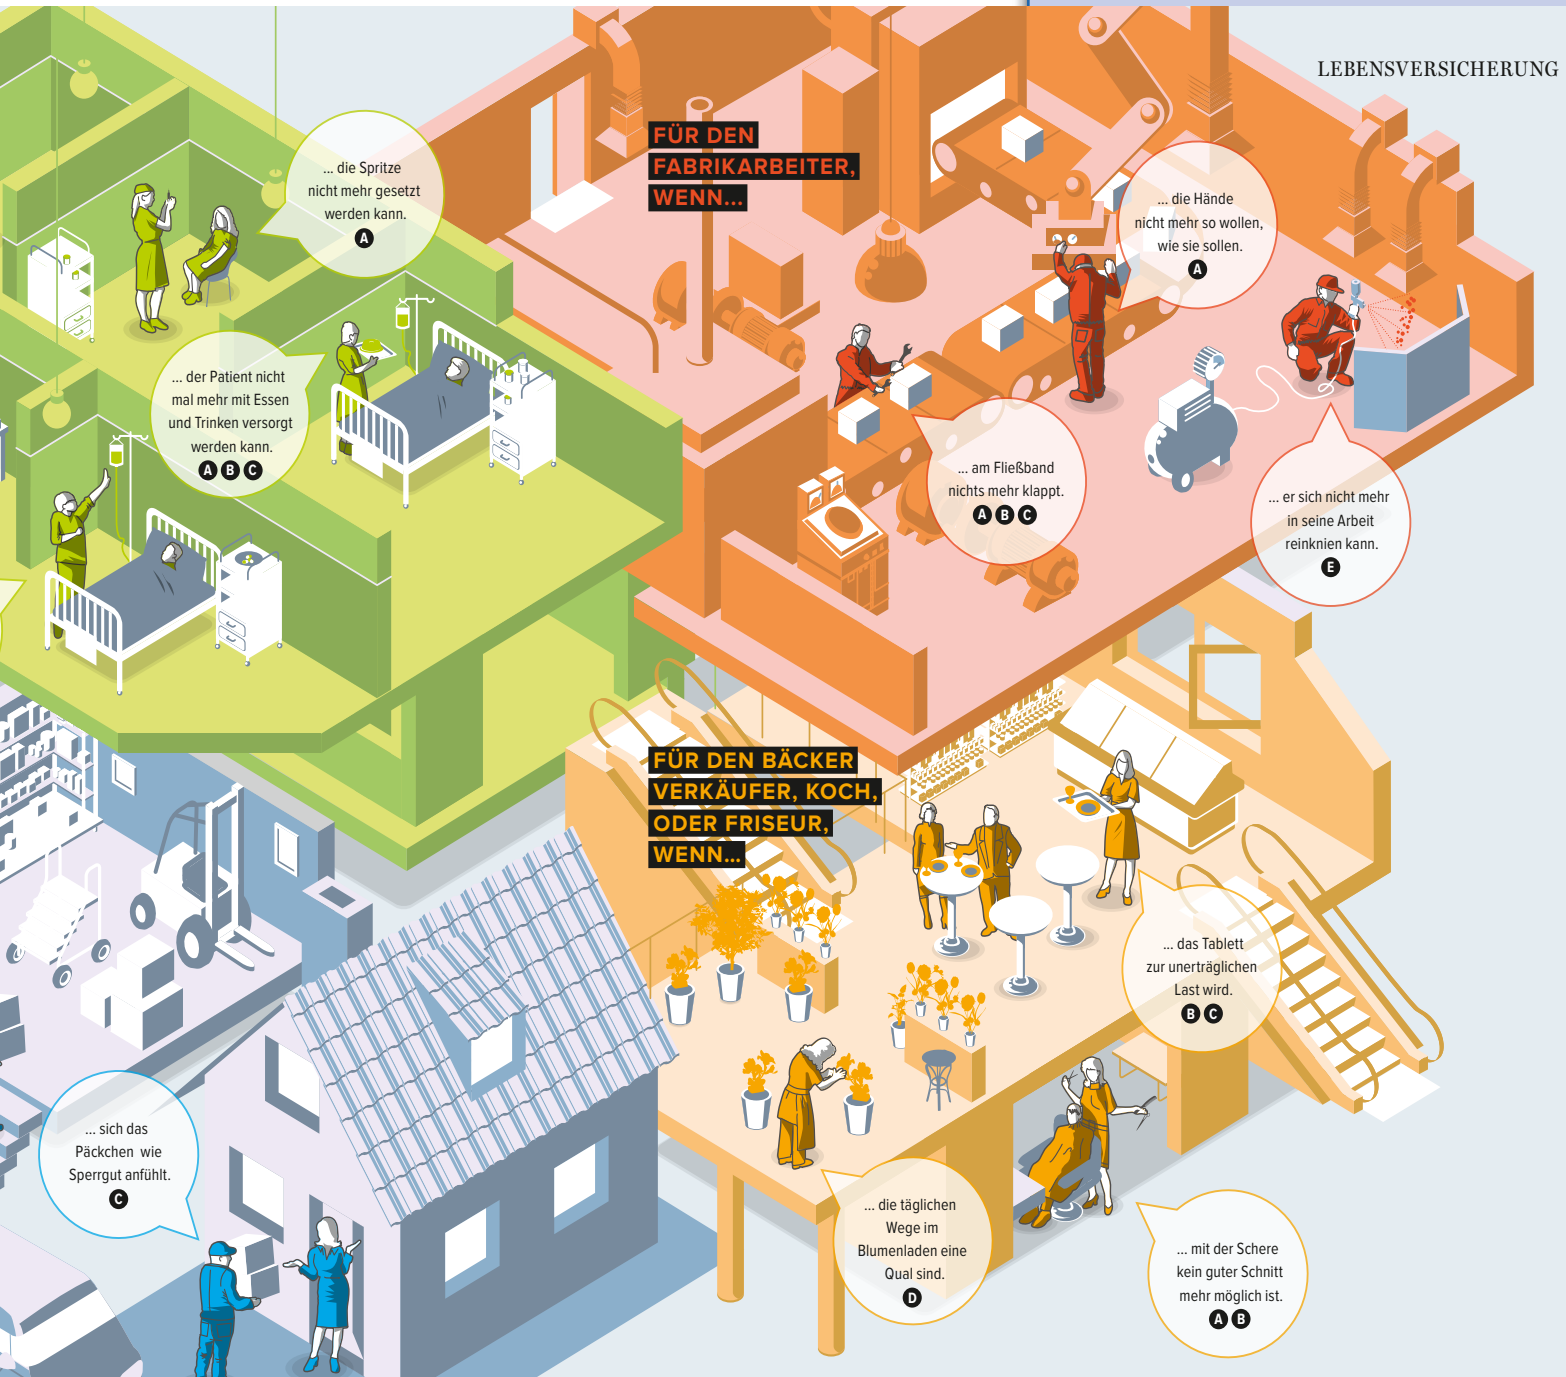 LEBENSVERSICHERUNG
... die Spritze
nicht mehr gesetzt
werden kann.
A
... der Patient nicht
mal mehr mit Essen
und Trinken versorgt
werden kann.
A B C
FÜR DEN
FABRIKARBEITER,
WENN...
... die Hände
nicht mehr so wollen,
wie sie sollen.
A
... am Fließband
nichts mehr klappt.
A B C
... er sich nicht mehr
in seine Arbeit
reinknien kann.
E
FÜR DEN BÄCKER
VERKÄUFER, KOCH,
ODER FRISEUR,
WENN...
... das Tablett
zur unerträglichen
Last wird.
B C
... sich das
Päckchen wie
Sperrgut anfühlt.
C
... die täglichen
Wege im
Blumenladen eine
Qual sind.
D
... mit der Schere
kein guter Schnitt
mehr möglich ist.
A B